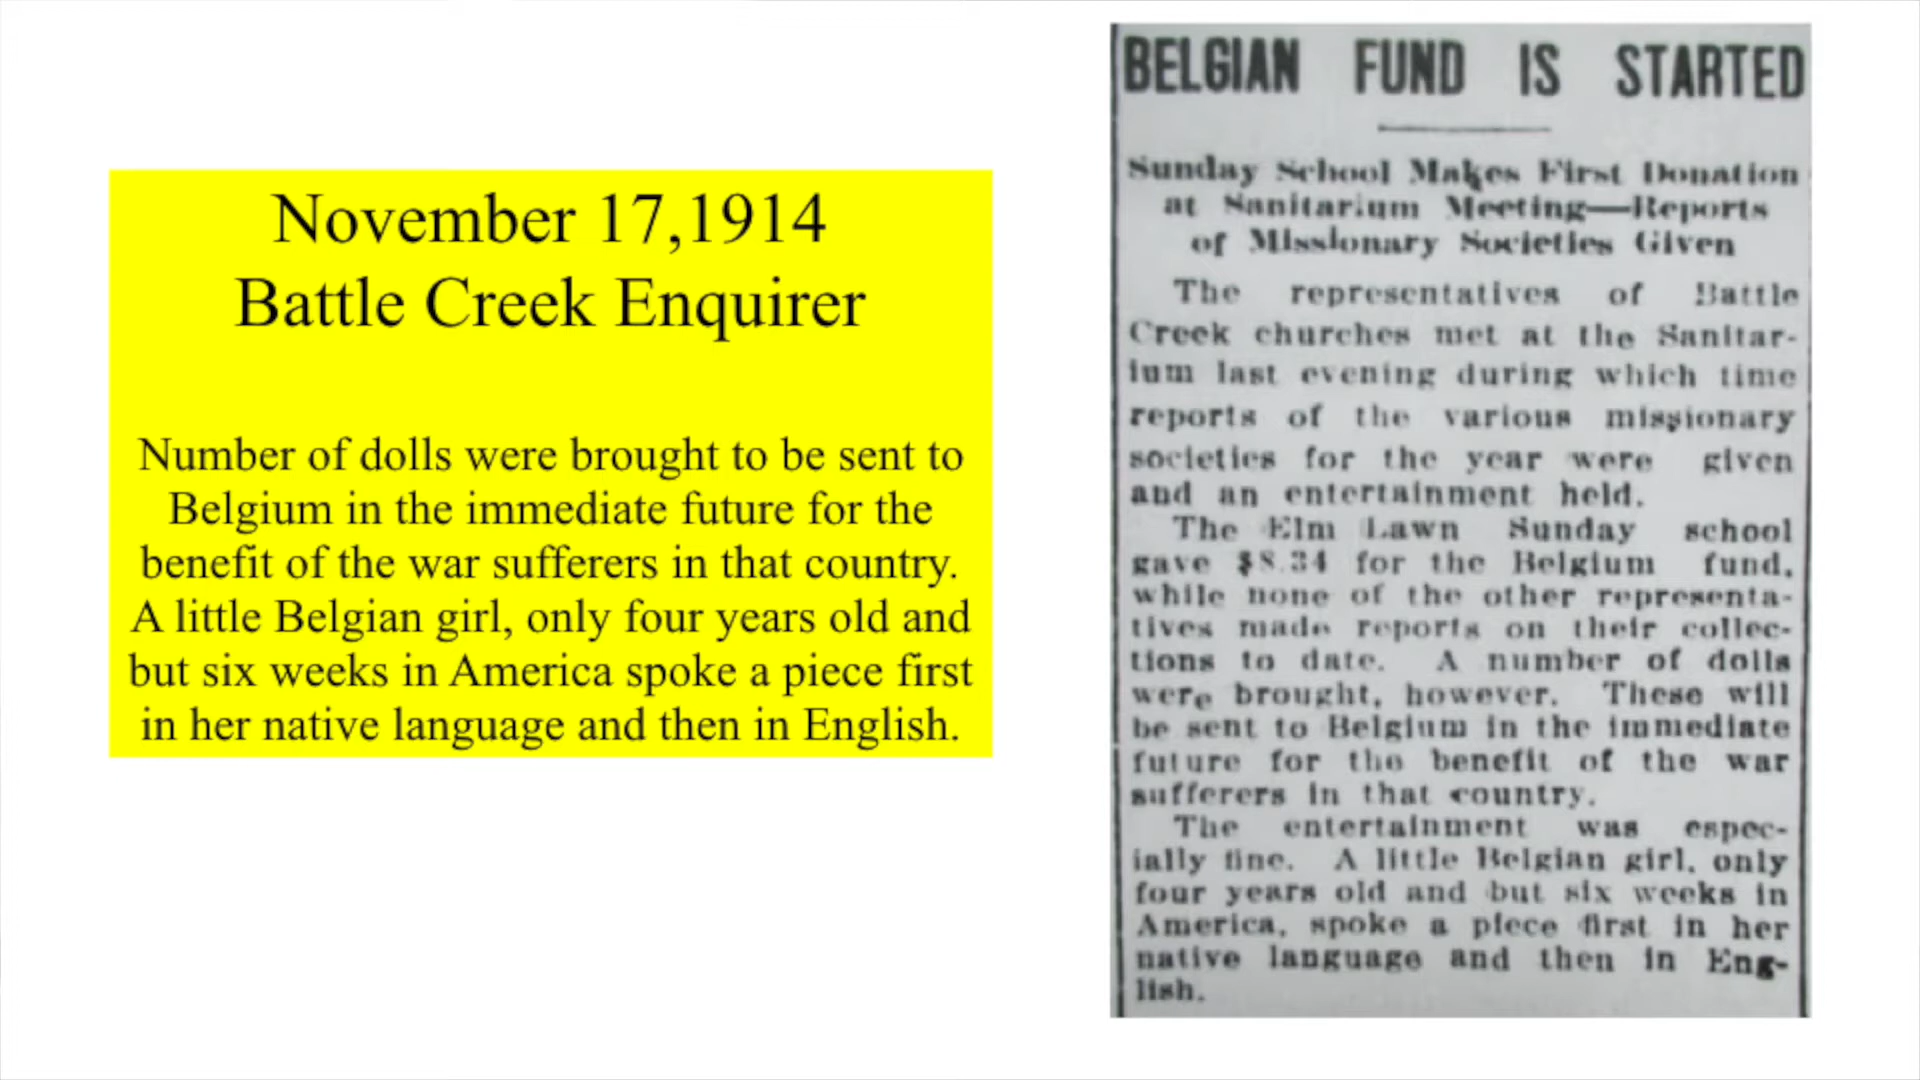 November 17,1914
Battle Creek Enquirer
Number of dolls were brought to be sent to
Belgium in the immediate future for the
benefit of the war sufferers in that country.
A little Belgian girl, only four years old and
but six weeks in America spoke a piece first
in her native language and then in English.
BELGIAN FUND IS STARTED
Sunday School Makes First Donation
at Sanitarium Meeting—Reports
of Missionary Societies Given
The representatives of Battle
Creek churches met at the Sanitar-
ium last evening during which time
reports of the various missionary
societies for the year were given
and an entertainment held.
The Elm Lawn Sunday school
gave $8.34 for the Belgium fund,
while none of the other representa-
tives made reports on their collec-
tions to date. A number of dolls
were brought, however. These will
be sent to Belgium in the immediate
future for the benefit of the war
sufferers in that country.
The entertainment was espec-
ially fine. A little Belgian girl, only
four years old and but six weeks in
America, spoke a piece first in her
native language and then in Eng-
lish.